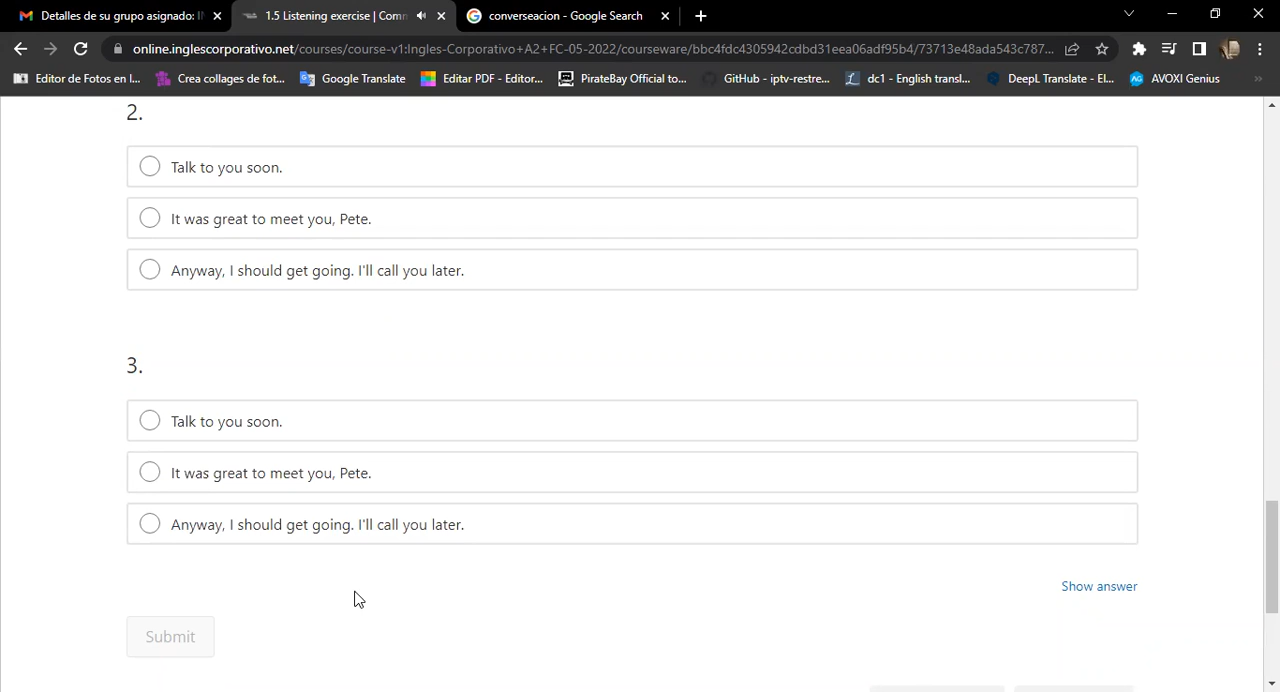 Detalles de su grupo asignado: I
1.5 Listening exercise | Comm
converseacion - Google Search
online.inglescorporativo.net/courses/course-v1:Ingles-Corporativo+A2+FC-05-2022/courseware/bbc4fdc4305942cdbd31eea06adf95b4/73713e48ada543c787...
Editor de Fotos en l...
Crea collages de fot...
Google Translate
Editar PDF - Editor...
PirateBay Official to...
GitHub - iptv-restre...
dc1 - English transl...
DeepL Translate - El...
AVOXI Genius
»
2.
Talk to you soon.
It was great to meet you, Pete.
Anyway, I should get going. I'll call you later.
3.
Talk to you soon.
It was great to meet you, Pete.
Anyway, I should get going. I'll call you later.
Show answer
Submit